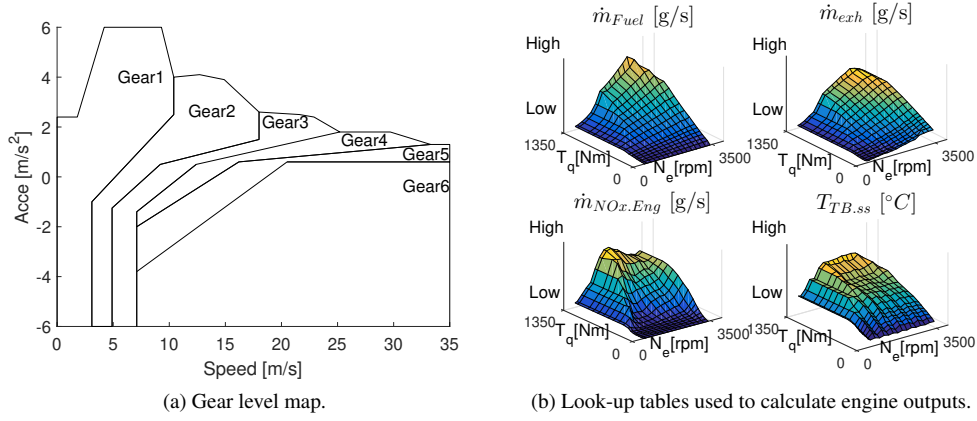 6
4
2
0
-2
-4
-6
Acce [m/s²]
Gear1
Gear2
Gear3
Gear4
Gear5
Gear6
0 5 10 15 20 25 30 35
Speed [m/s]
(a) Gear level map.
ṁ_Fuel [g/s]
High
Low
1350
T_q[Nm]
0
0
N_e[rpm]
3500
ṁ_exh [g/s]
High
Low
1350
T_q[Nm]
0
0
N_e[rpm]
3500
ṁ_NOx.Eng [g/s]
High
Low
1350
T_q[Nm]
0
0
N_e[rpm]
3500
T_TB.ss [°C]
High
Low
1350
T_q[Nm]
0
0
N_e[rpm]
3500
(b) Look-up tables used to calculate engine outputs.